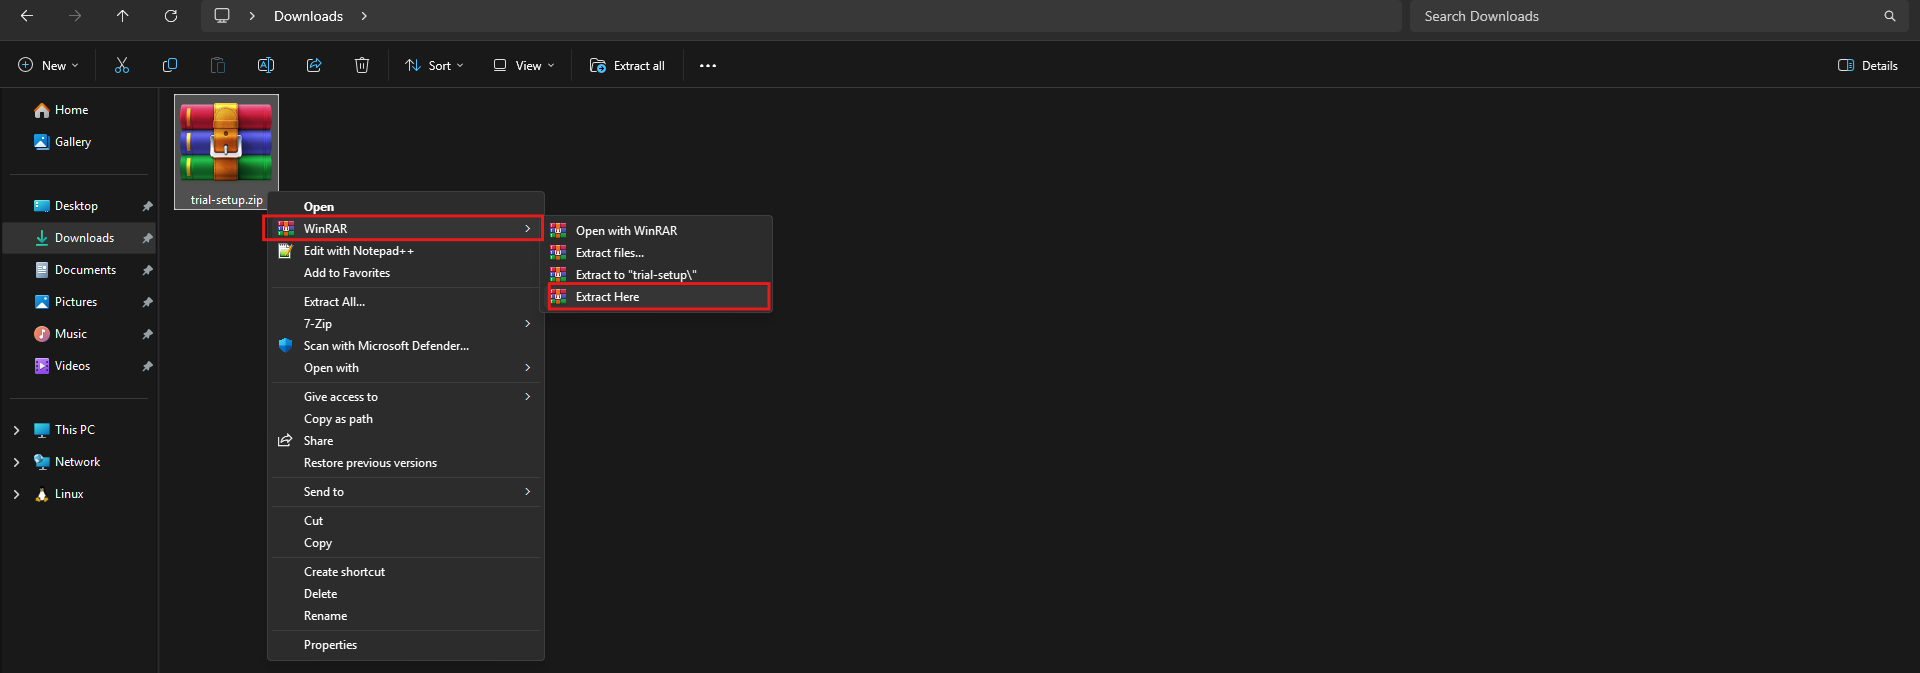 Downloads
Search Downloads
New
Sort
View
Extract all
Details
Home
Gallery
Desktop
Downloads
Documents
Pictures
Music
Videos
This PC
Network
Linux
trial-setup.zip
Open
WinRAR
Edit with Notepad++
Add to Favorites
Extract All...
7-Zip
Scan with Microsoft Defender...
Open with
Give access to
Copy as path
Share
Restore previous versions
Send to
Cut
Copy
Create shortcut
Delete
Rename
Properties
Open with WinRAR
Extract files...
Extract to "trial-setup\"
Extract Here